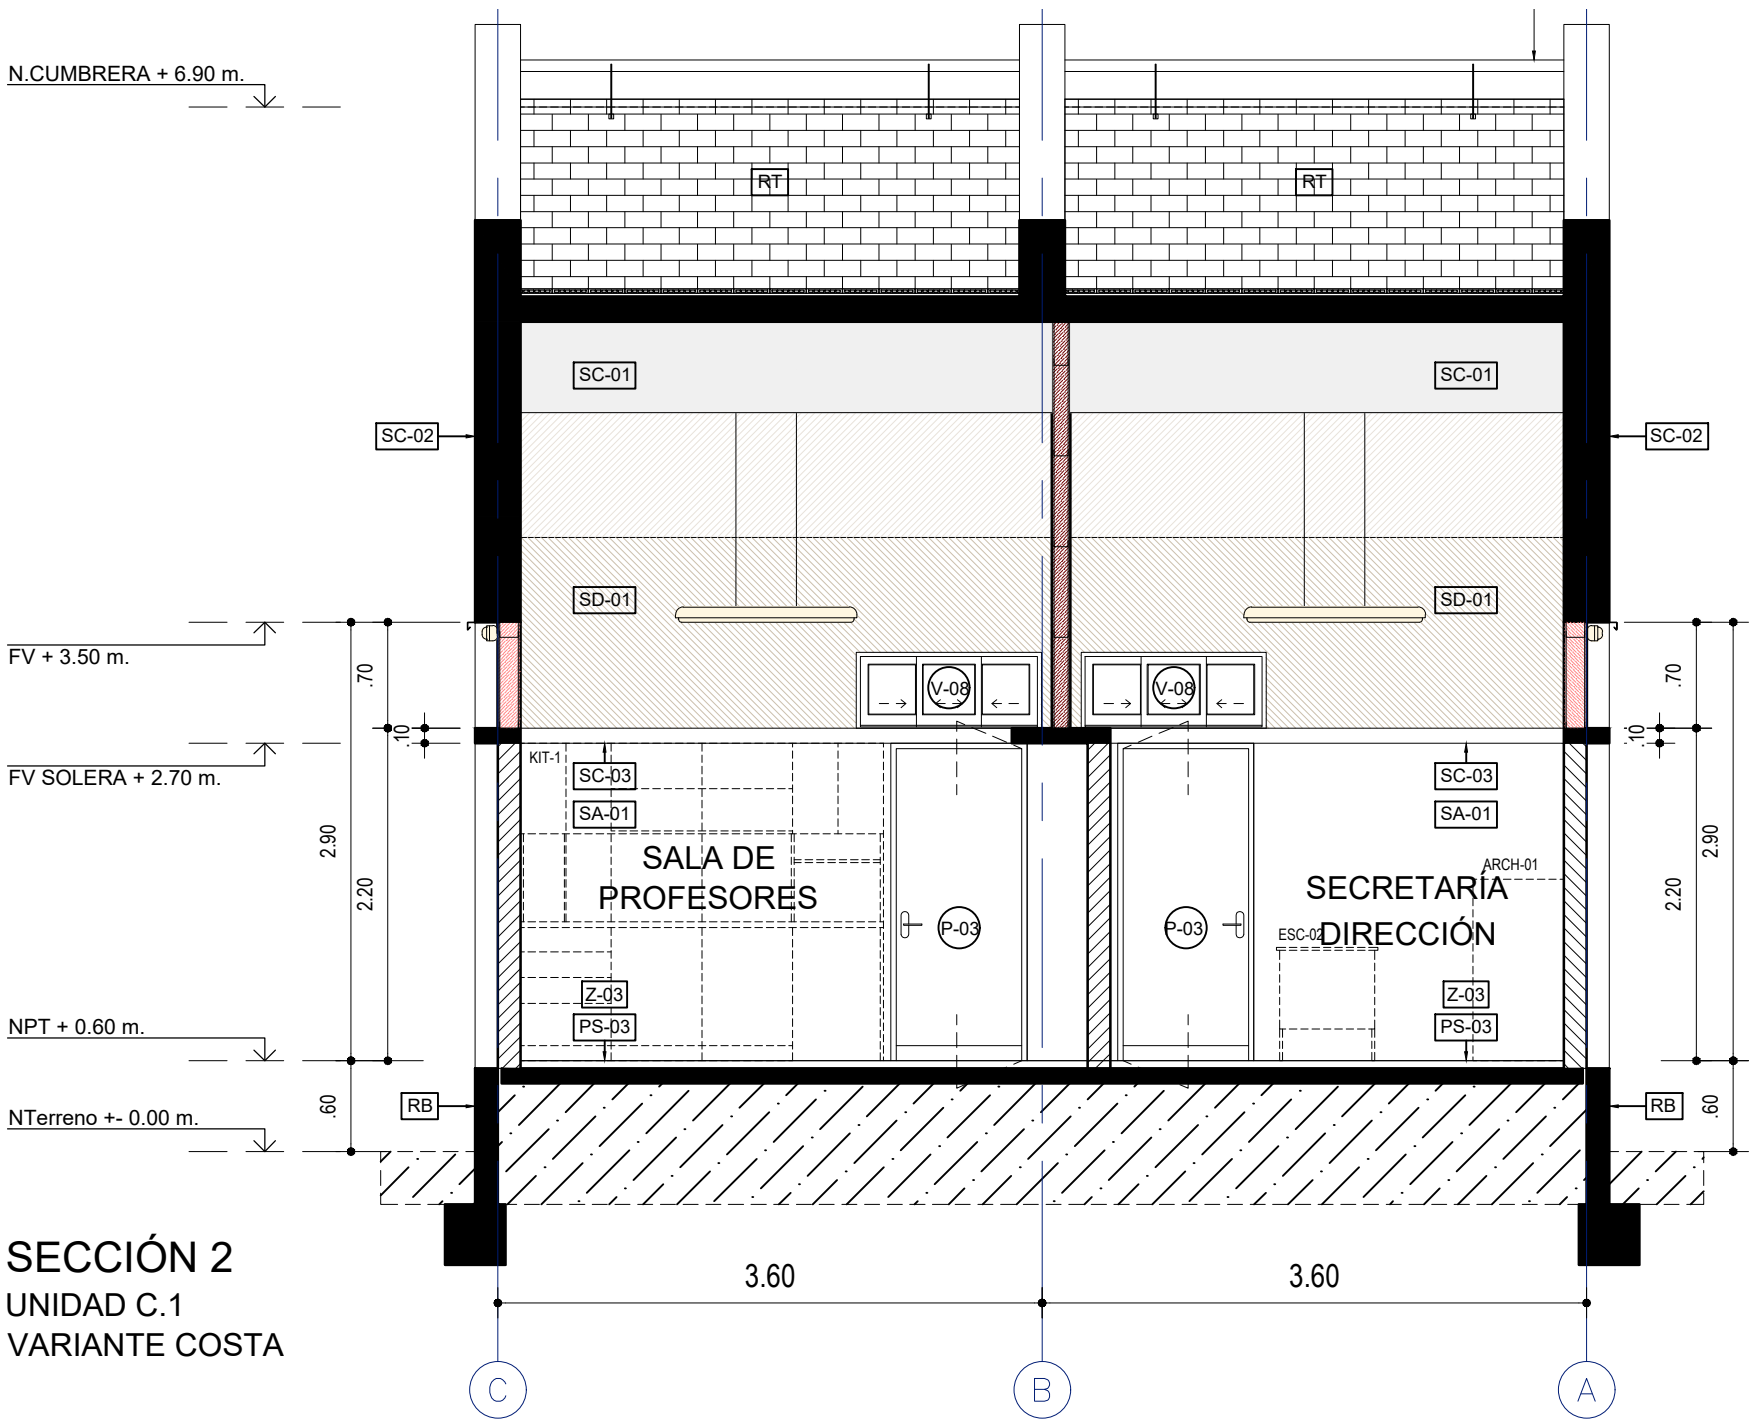 N.CUMBRERA + 6.90 m.
RT
RT
SC-01
SC-01
SC-02
SC-02
SD-01
SD-01
FV + 3.50 m.
.70
.70
V-08
V-08
.10
.10
FV SOLERA + 2.70 m.
KIT-1
SC-03
SC-03
SA-01
SA-01
2.90
2.20
2.20
2.90
SALA DE
PROFESORES
ARCH-01
SECRETARÍA
DIRECCIÓN
ESC-02
P-03
P-03
Z-03
Z-03
PS-03
PS-03
NPT + 0.60 m.
.60
.60
RB
RB
NTerreno +- 0.00 m.
SECCIÓN 2
UNIDAD C.1
VARIANTE COSTA
3.60
3.60
C
B
A